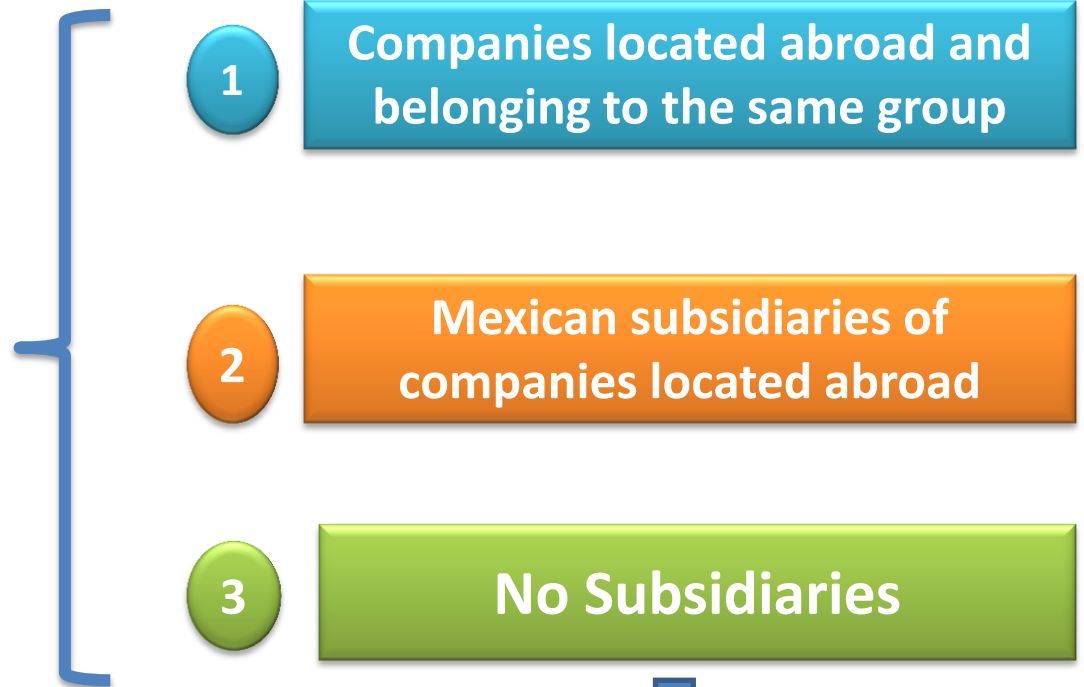 1
Companies located abroad and
belonging to the same group
2
Mexican subsidiaries of
companies located abroad
3
No Subsidiaries